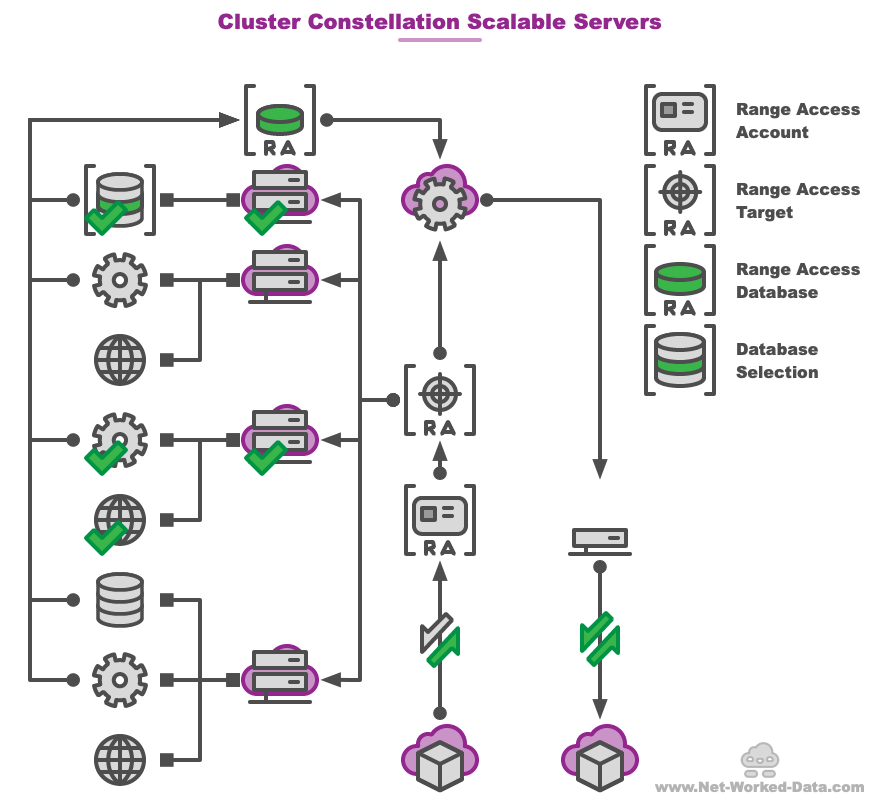 Cluster Constellation Scalable Servers
RA
RA
Range Access
Account
RA
Range Access
Target
RA
Range Access
Database
Database
Selection
RA
RA
www.Net-Worked-Data.com